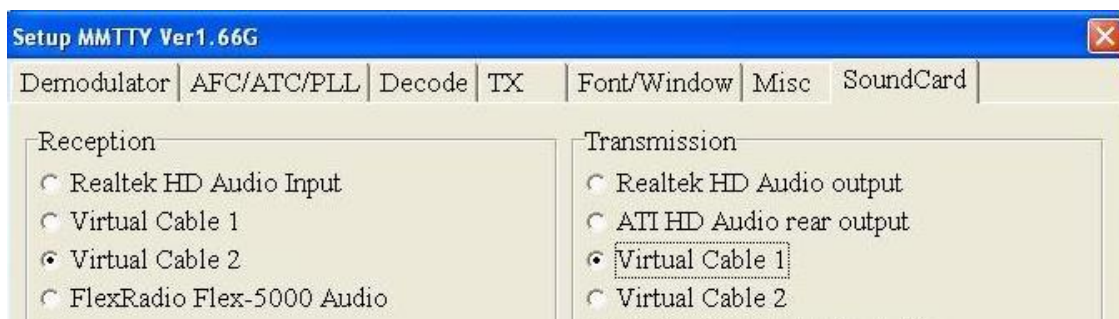 Setup MMTTY Ver1.66G
Demodulator AFC/ATC/PLL Decode TX Font/Window Misc SoundCard
Reception
Realtek HD Audio Input
Virtual Cable 1
Virtual Cable 2
FlexRadio Flex-5000 Audio
Transmission
Realtek HD Audio output
ATI HD Audio rear output
Virtual Cable 1
Virtual Cable 2